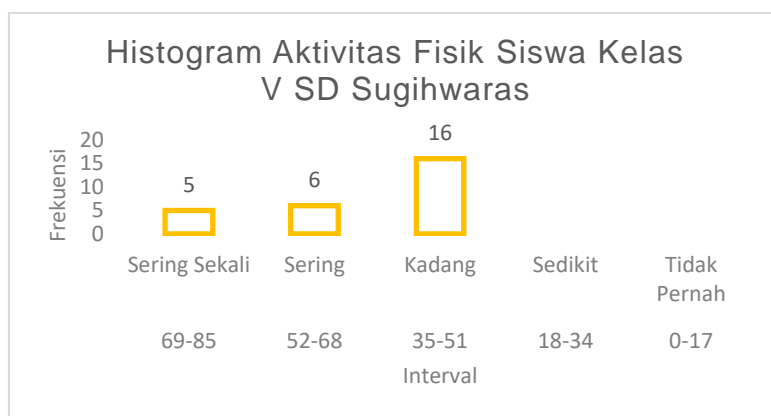 Histogram Aktivitas Fisik Siswa Kelas
V SD Sugihwaras
Frekuensi
20
15
10
5
0
5
6
16
Sering Sekali
Sering
Kadang
Sedikit
Tidak
Pernah
69-85
52-68
35-51
18-34
0-17
Interval